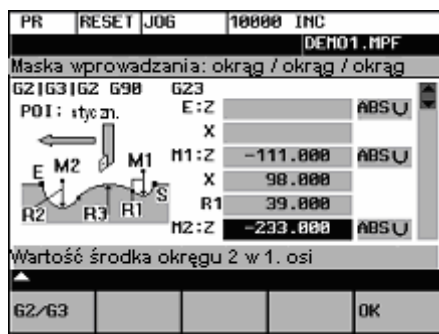 PR RESET JOG 10000 INC
DEMO1.MPF
Maska wprowadzania: okrąg / okrąg / okrąg
G2|G3|G2 G90 G23
POI: styczn. E:Z ABS
X
M1:Z -111.000 ABS
X 98.000
R1 39.000
M2:Z -233.000 ABS
E M2 M1 S
R2 R3 R1
Wartość środka okręgu 2 w 1. osi
G2/G3 OK